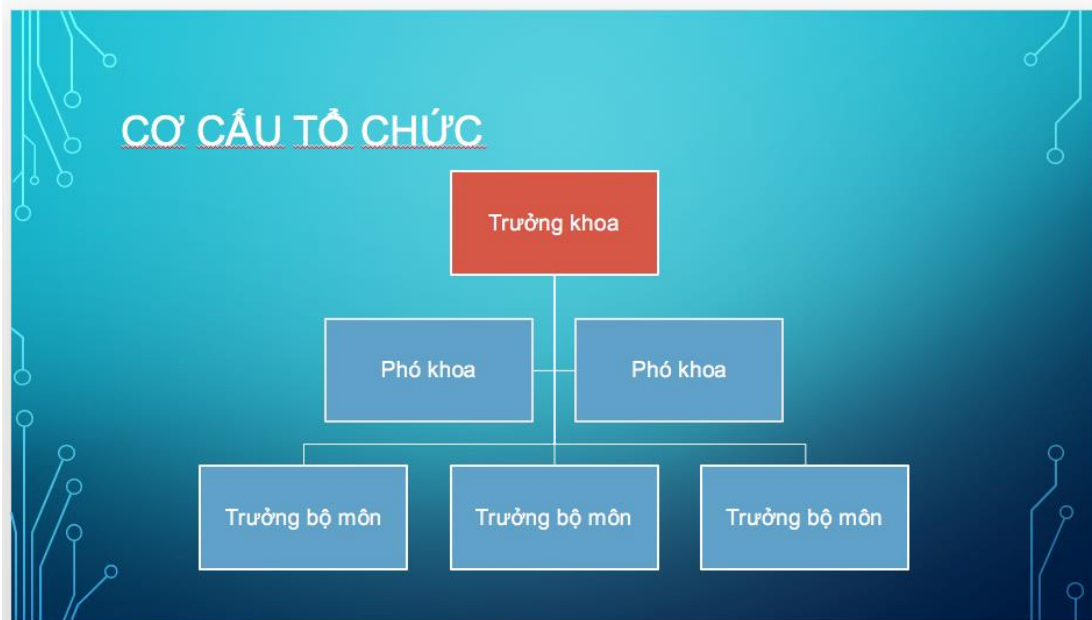 CƠ CẤU TỔ CHỨC
Trưởng khoa
Phó khoa
Phó khoa
Trưởng bộ môn
Trưởng bộ môn
Trưởng bộ môn